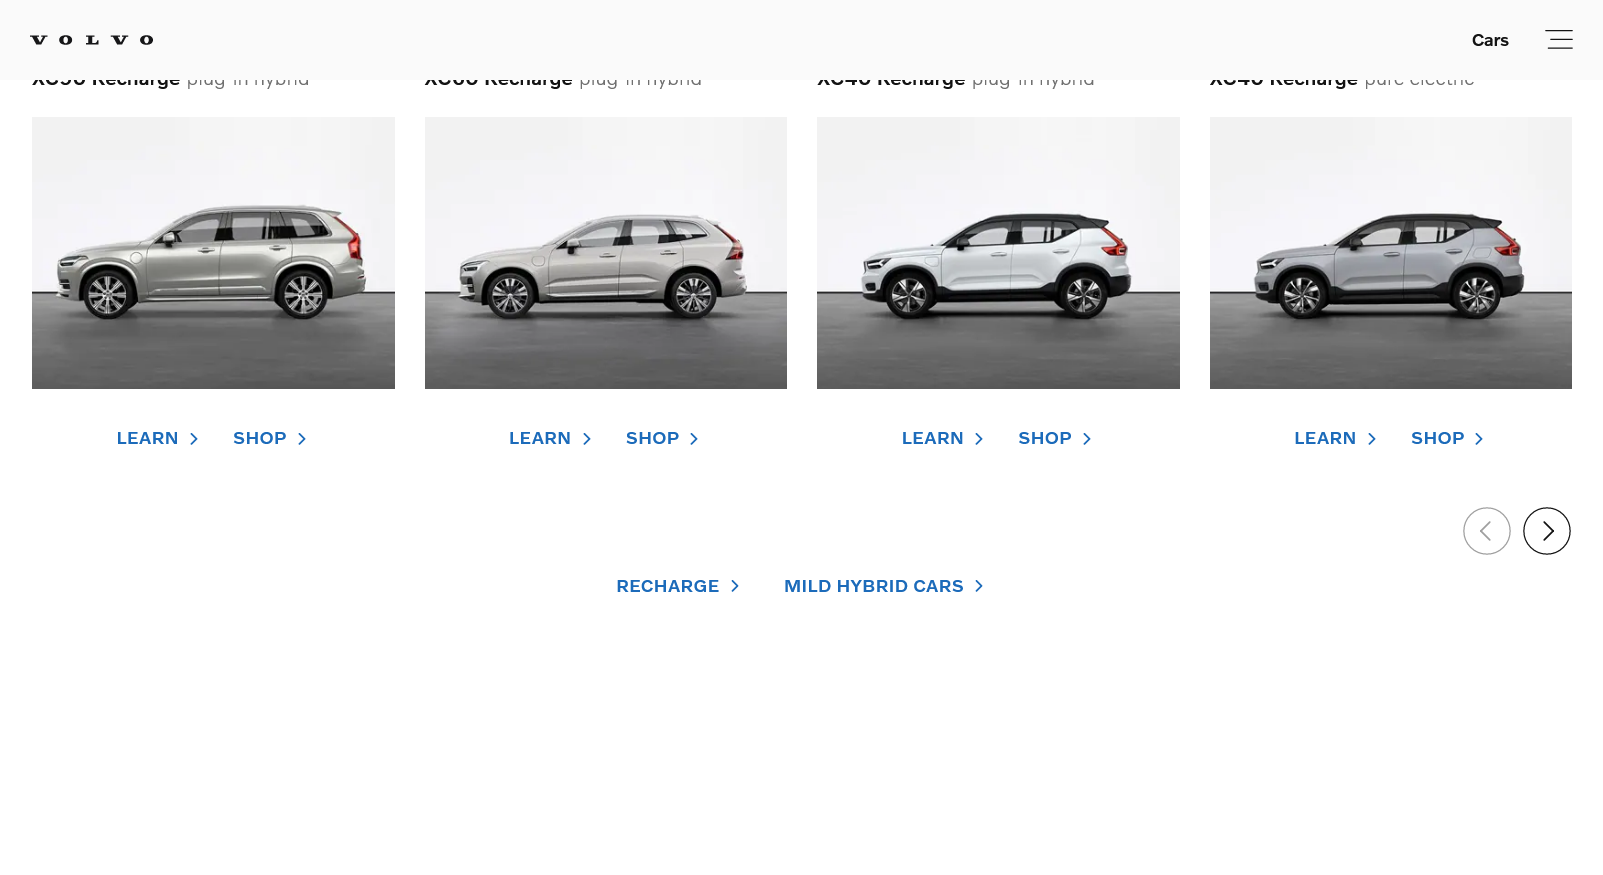 VOLVO
Cars
XC90 Recharge plug-in hybrid
XC60 Recharge plug-in hybrid
XC40 Recharge plug-in hybrid
XC40 Recharge pure electric
LEARN SHOP
LEARN SHOP
LEARN SHOP
LEARN SHOP
RECHARGE MILD HYBRID CARS